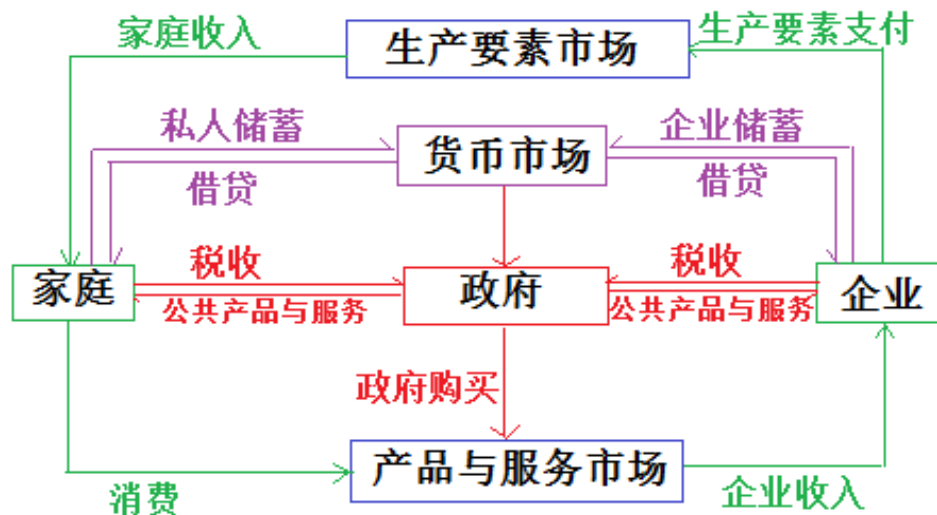 家庭收入
生产要素市场
生产要素支付
私人储蓄
货币市场
企业储蓄
借贷
借贷
家庭
税收
政府
税收
企业
公共产品与服务
公共产品与服务
政府购买
产品与服务市场
消费
企业收入